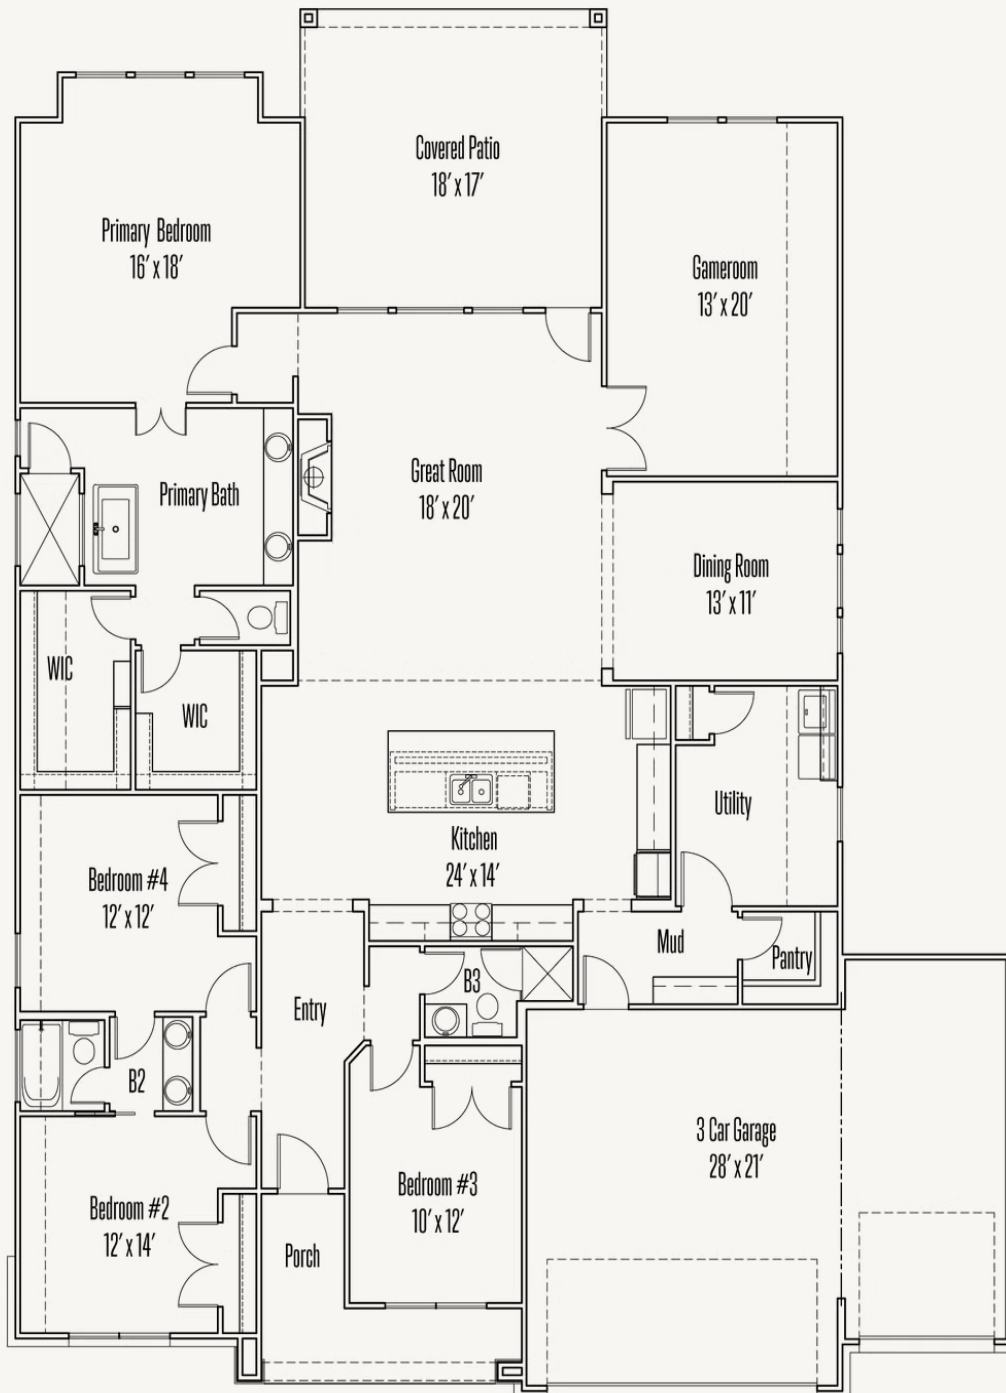 Covered Patio
18' x 17'
Primary Bedroom
16' x 18'
Gameroom
13' x 20'
Great Room
18' x 20'
Primary Bath
Dining Room
13' x 11'
WIC
WIC
Utility
Kitchen
24' x 14'
Bedroom #4
12' x 12'
Mud
Pantry
B3
Entry
B2
3 Car Garage
28' x 21'
Bedroom #3
10' x 12'
Bedroom #2
12' x 14'
Porch